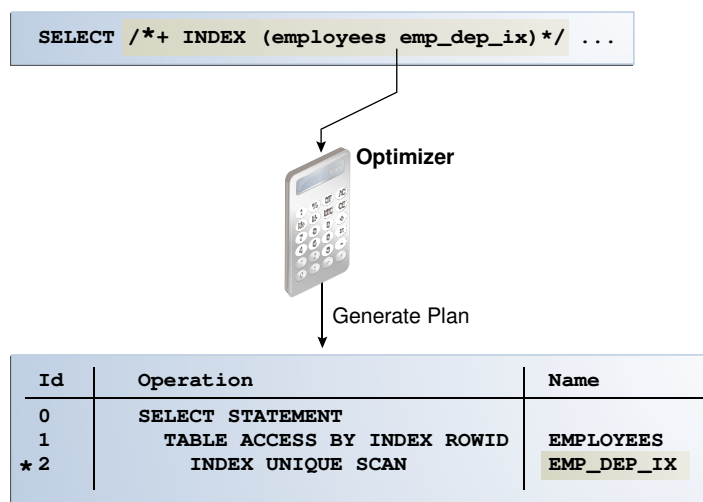 SELECT /*+ INDEX (employees emp_dep_ix)*/ ...
Optimizer
Generate Plan
Id Operation Name
0 SELECT STATEMENT
1 TABLE ACCESS BY INDEX ROWID EMPLOYEES
* 2 INDEX UNIQUE SCAN EMP_DEP_IX